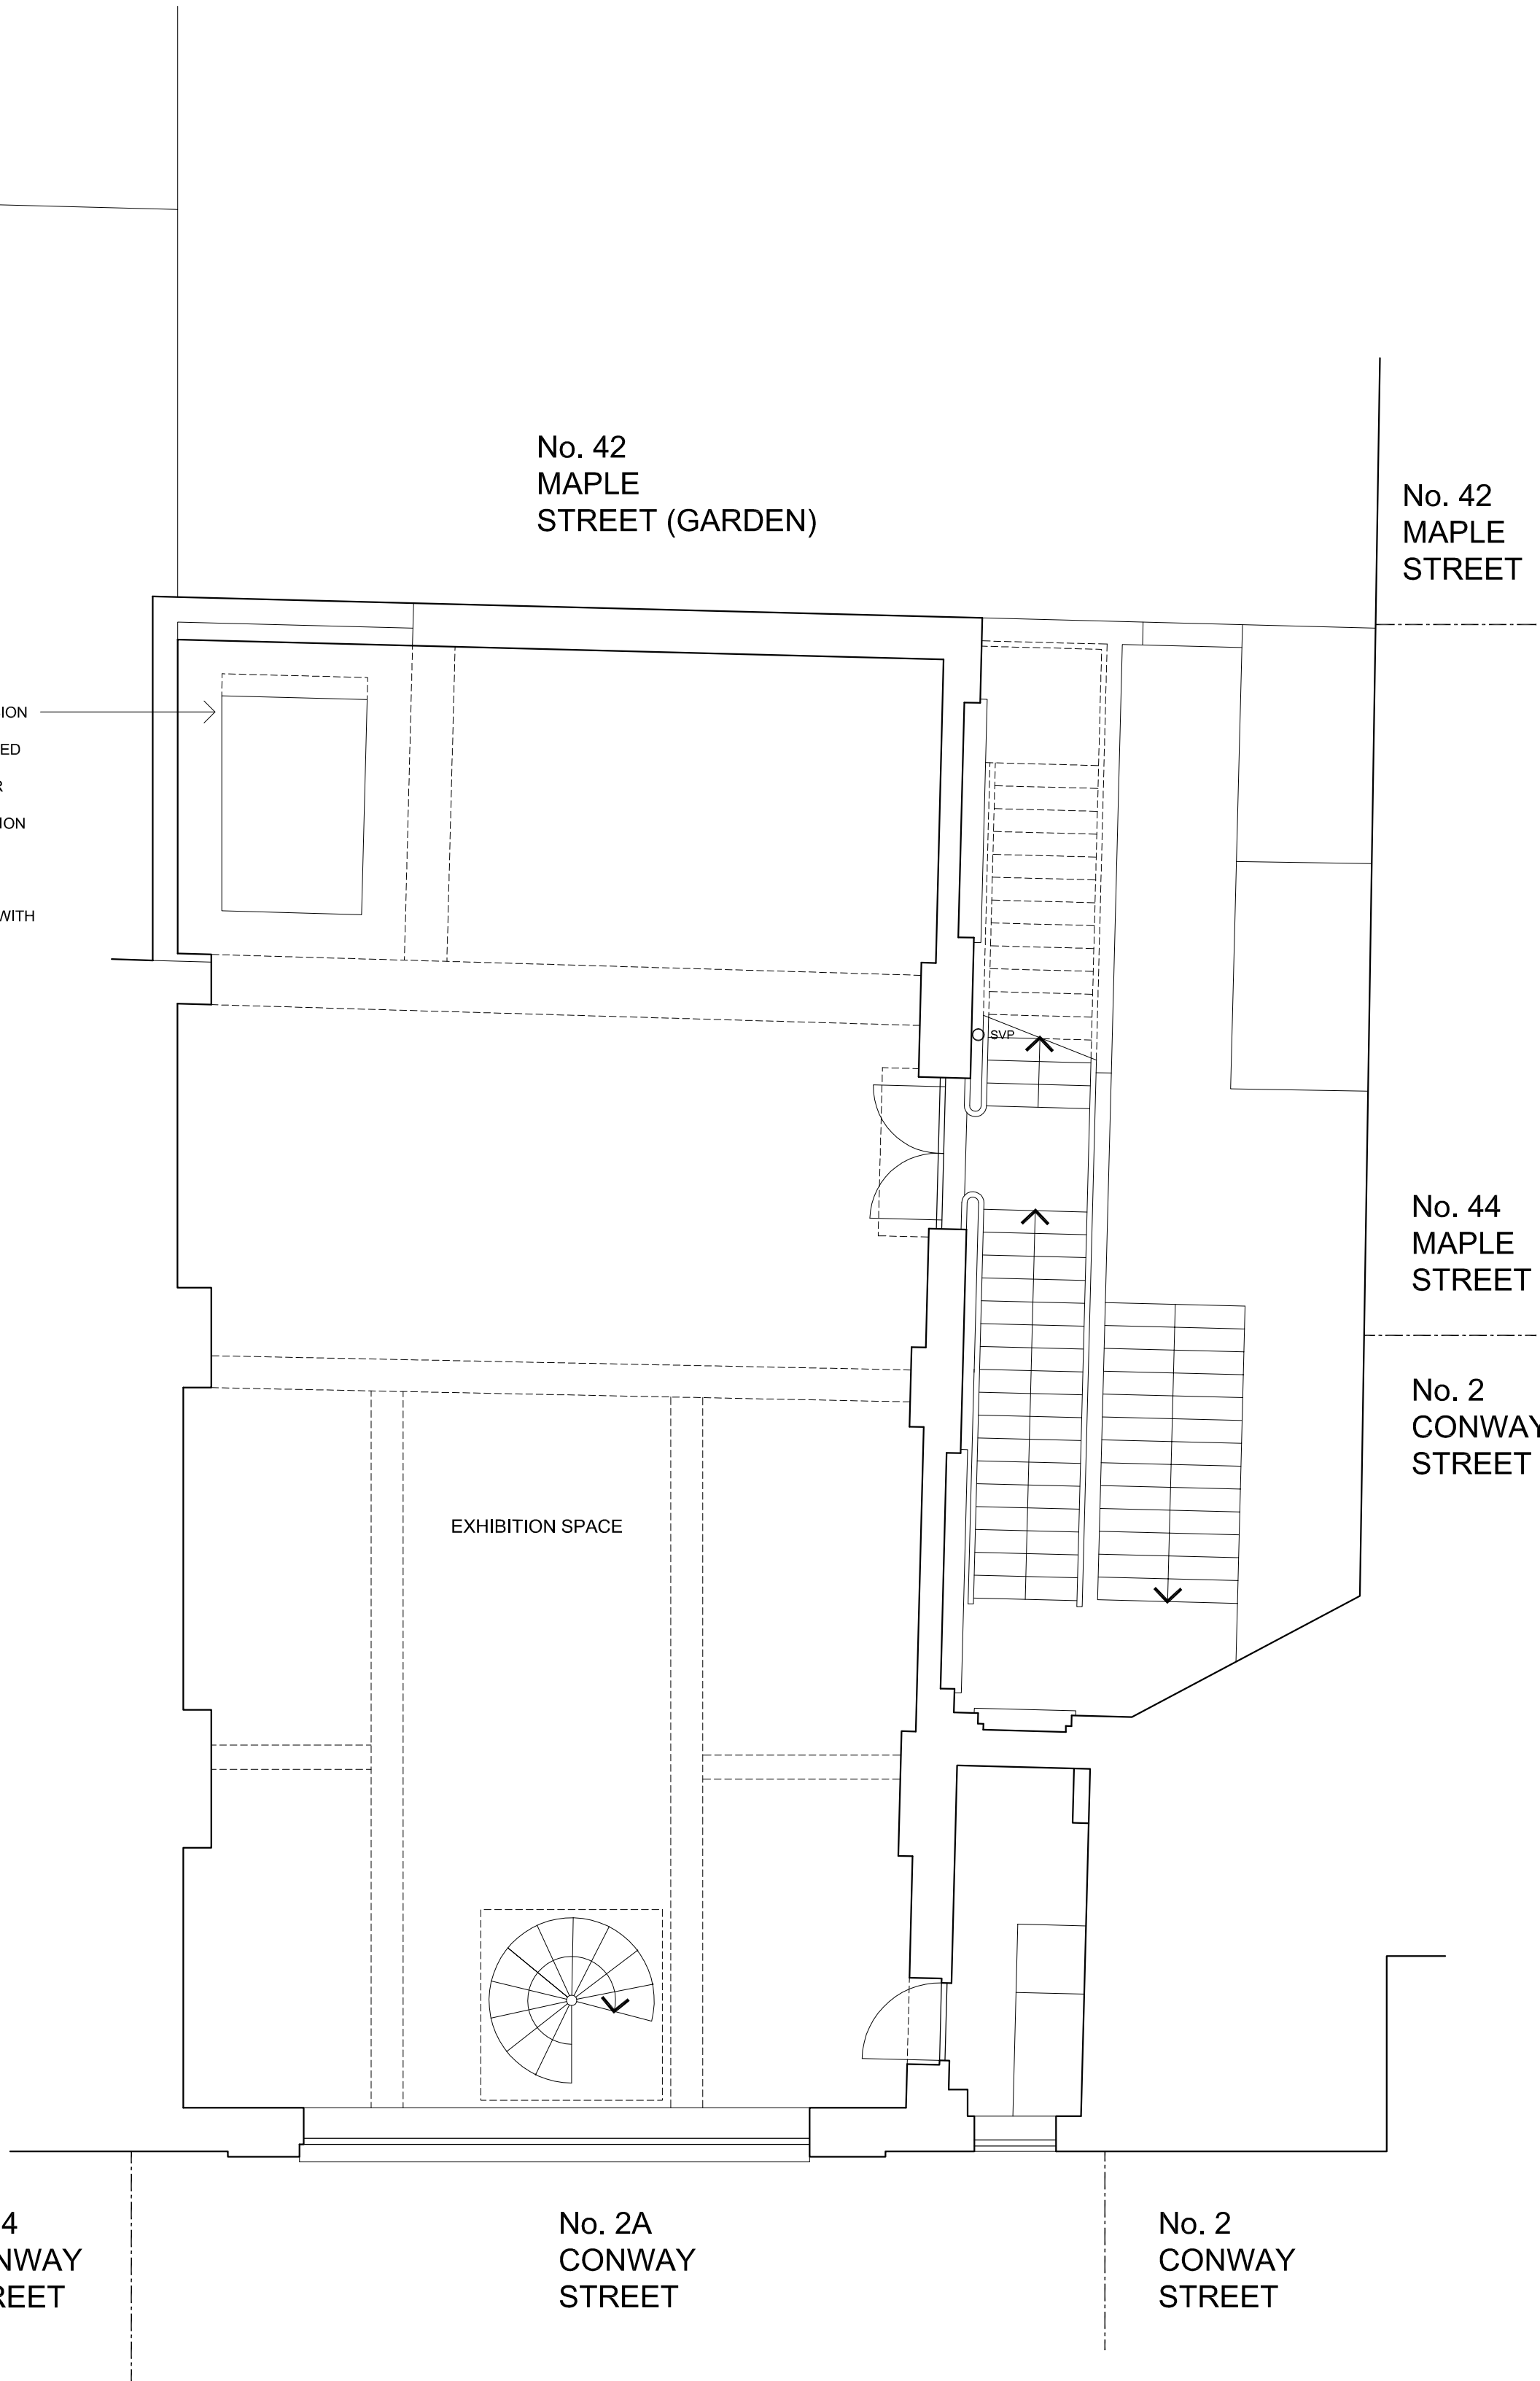 No. 42
MAPLE
STREET (GARDEN)
No. 42
MAPLE
STREET
ION
ED
R
ION
WITH
SVP
No. 44
MAPLE
STREET
No. 2
CONWAY
STREET
EXHIBITION SPACE
4
NWAY
REET
No. 2A
CONWAY
STREET
No. 2
CONWAY
STREET